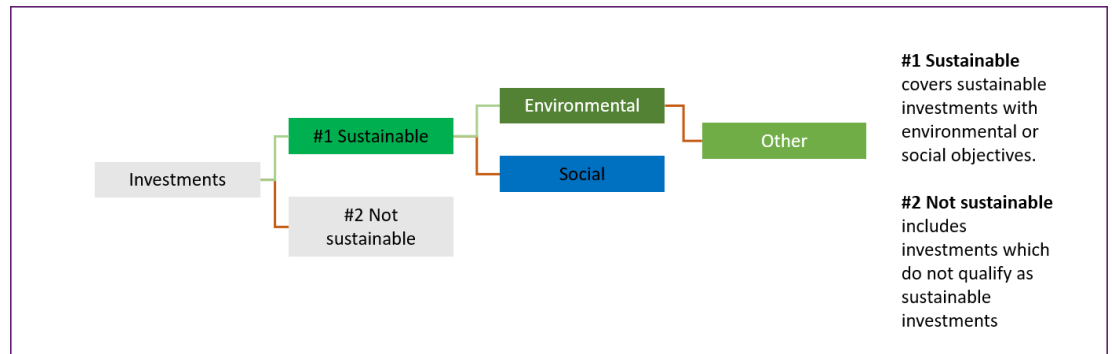 Investments
#1 Sustainable
#2 Not
sustainable
Environmental
Social
Other
#1 Sustainable
covers sustainable
investments with
environmental or
social objectives.
#2 Not sustainable
includes
investments which
do not qualify as
sustainable
investments